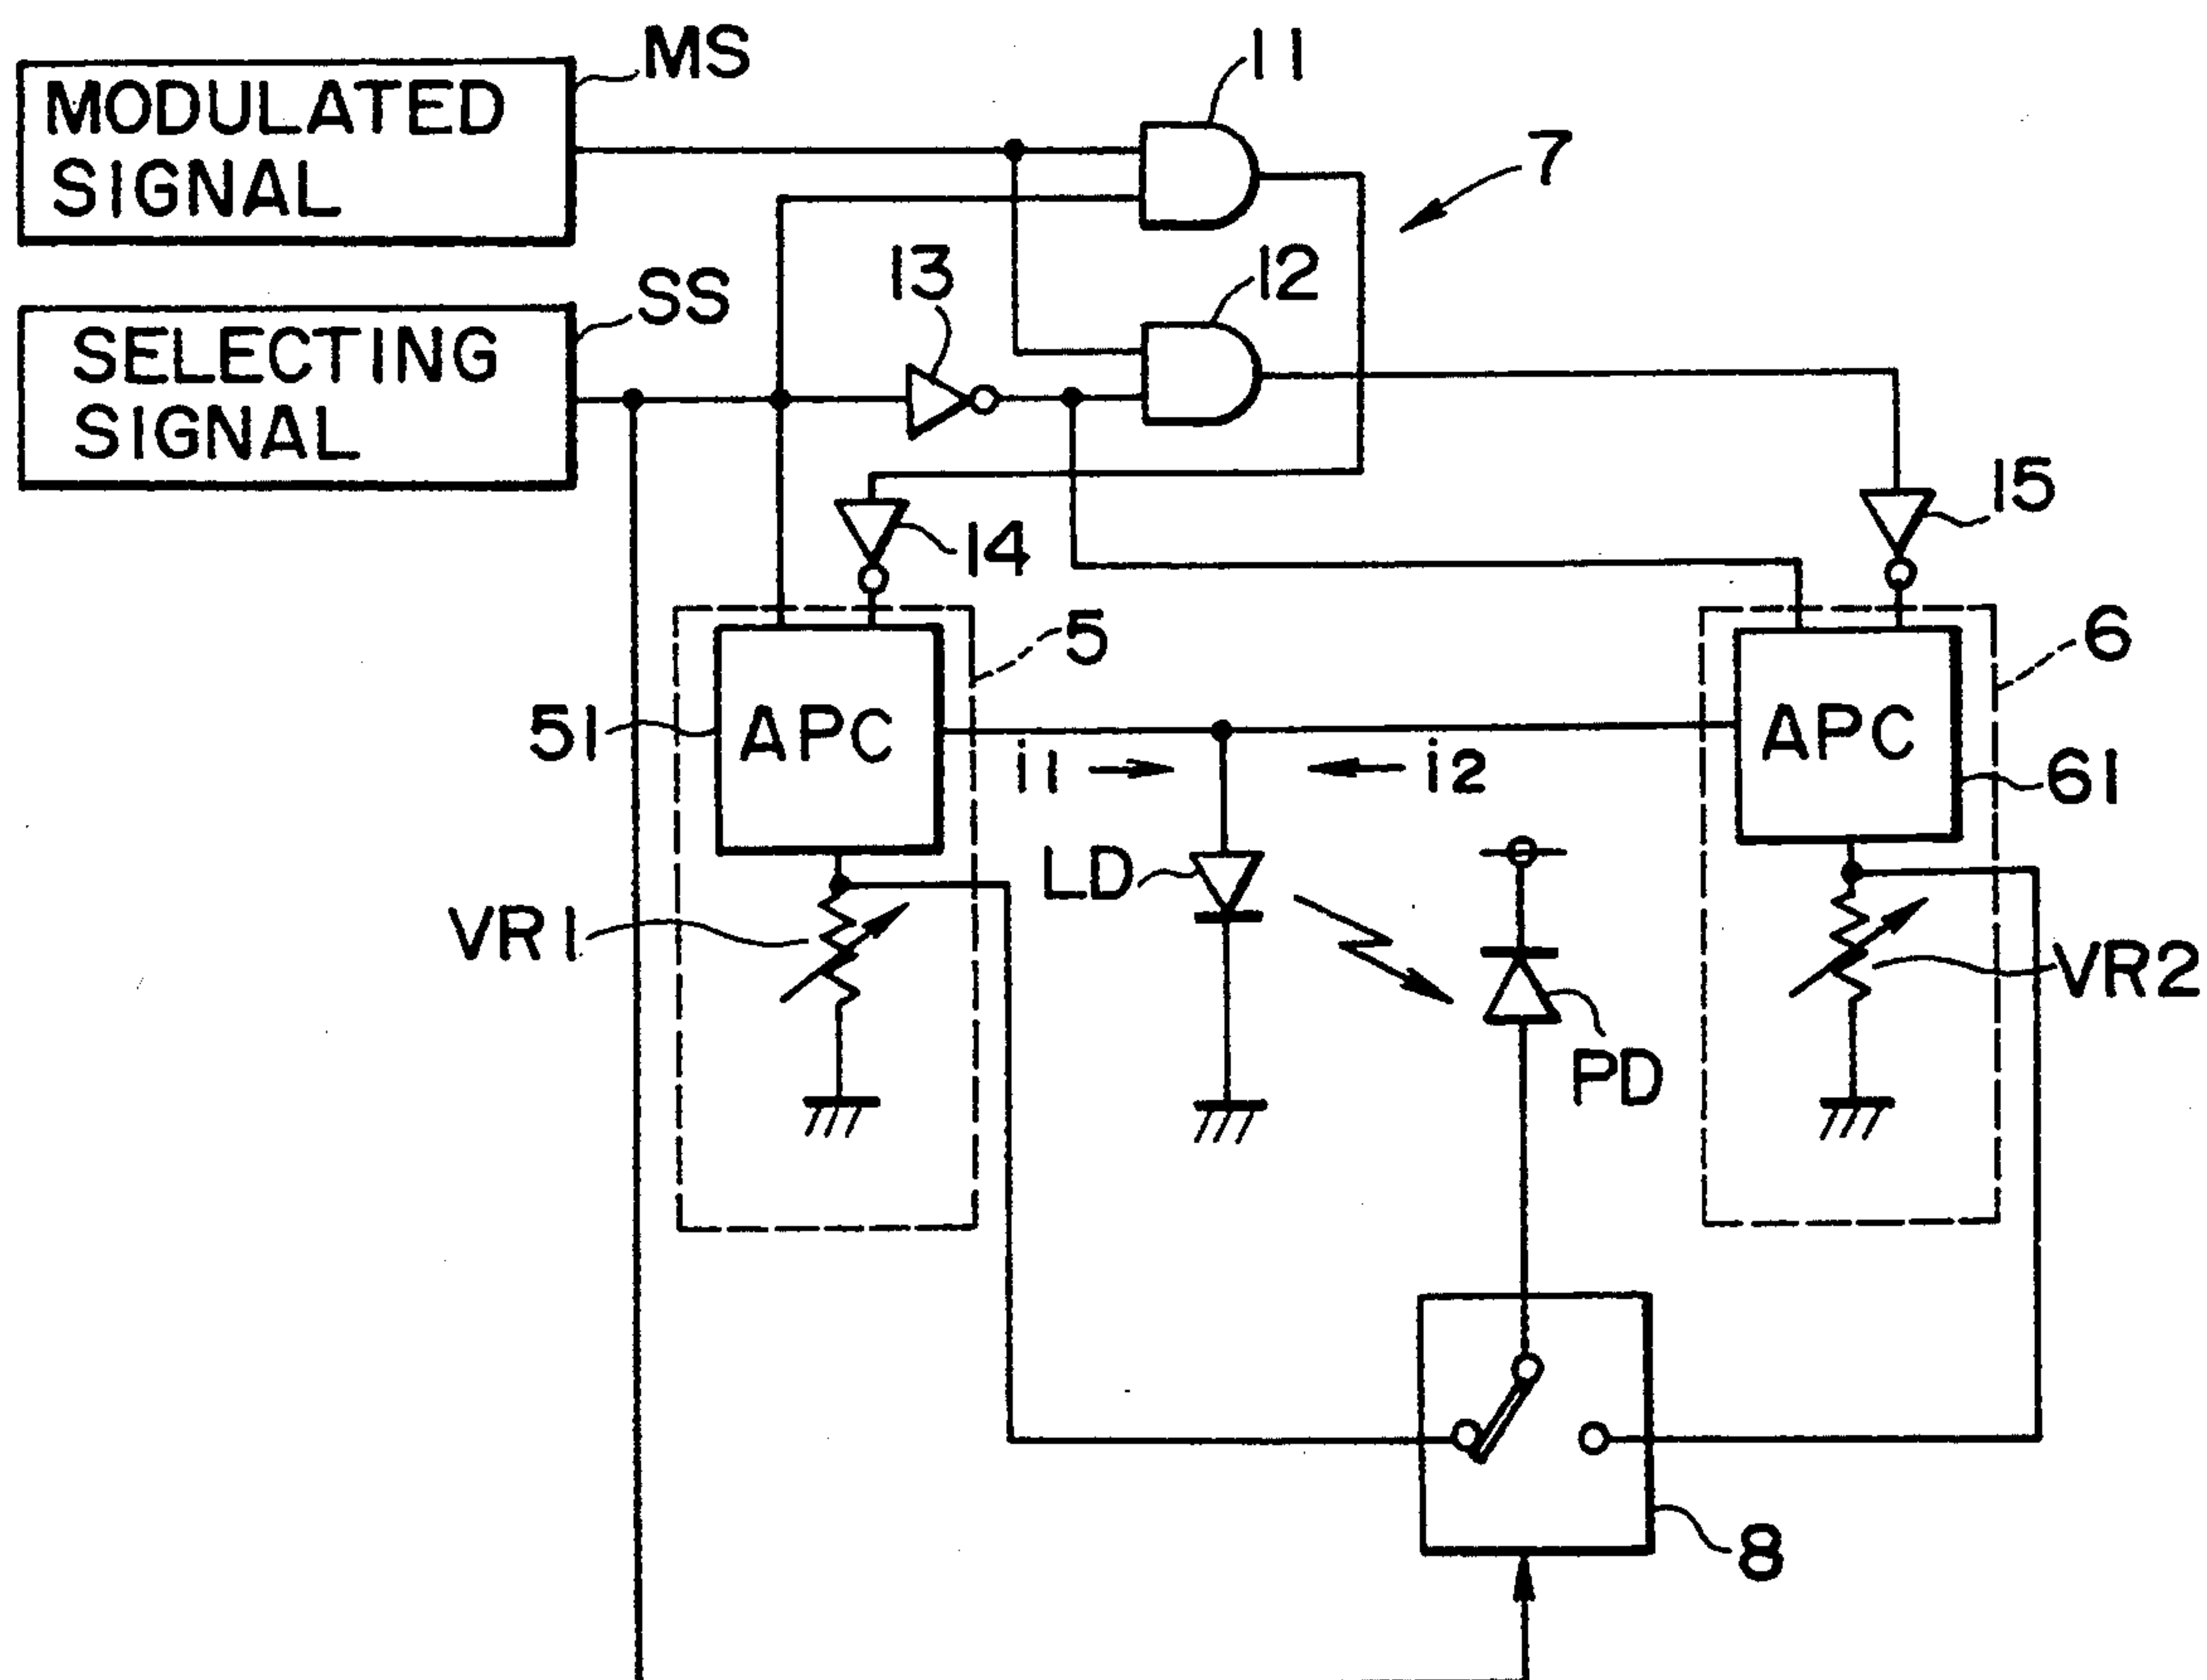 MS
11
MODULATED
SIGNAL
7
13
12
SS
SELECTING
SIGNAL
15
14
5
6
51
APC
APC
i1
i2
61
LD
VR1
VR2
PD
8